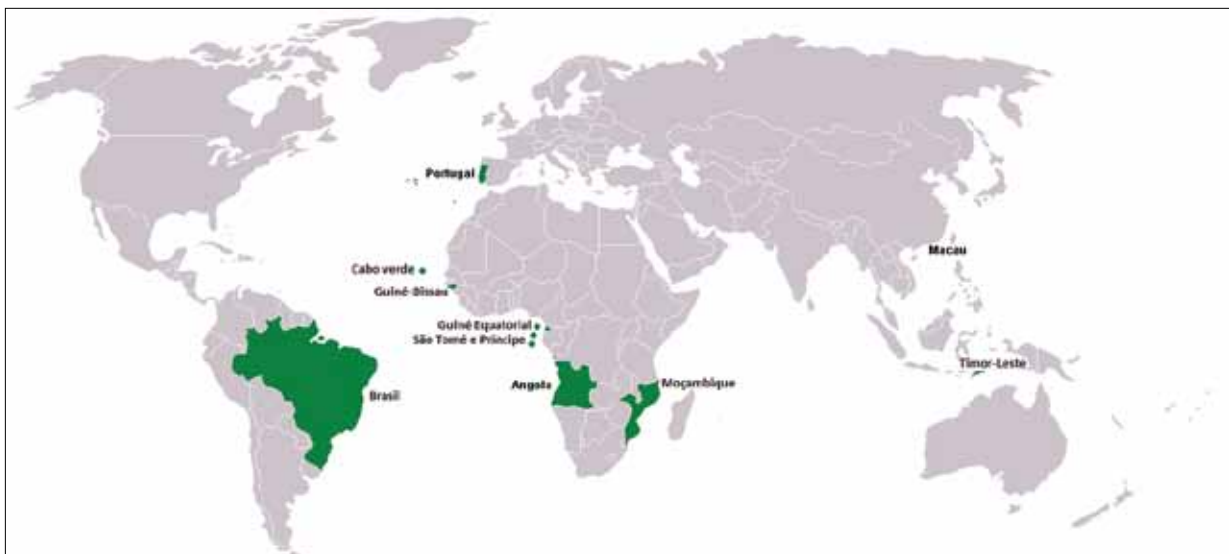 Portugal
Macau
Cabo verde
Guiné-Bissau
Guiné Equatorial
São Tomé e Príncipe
Timor-Leste
Angola
Moçambique
Brasil